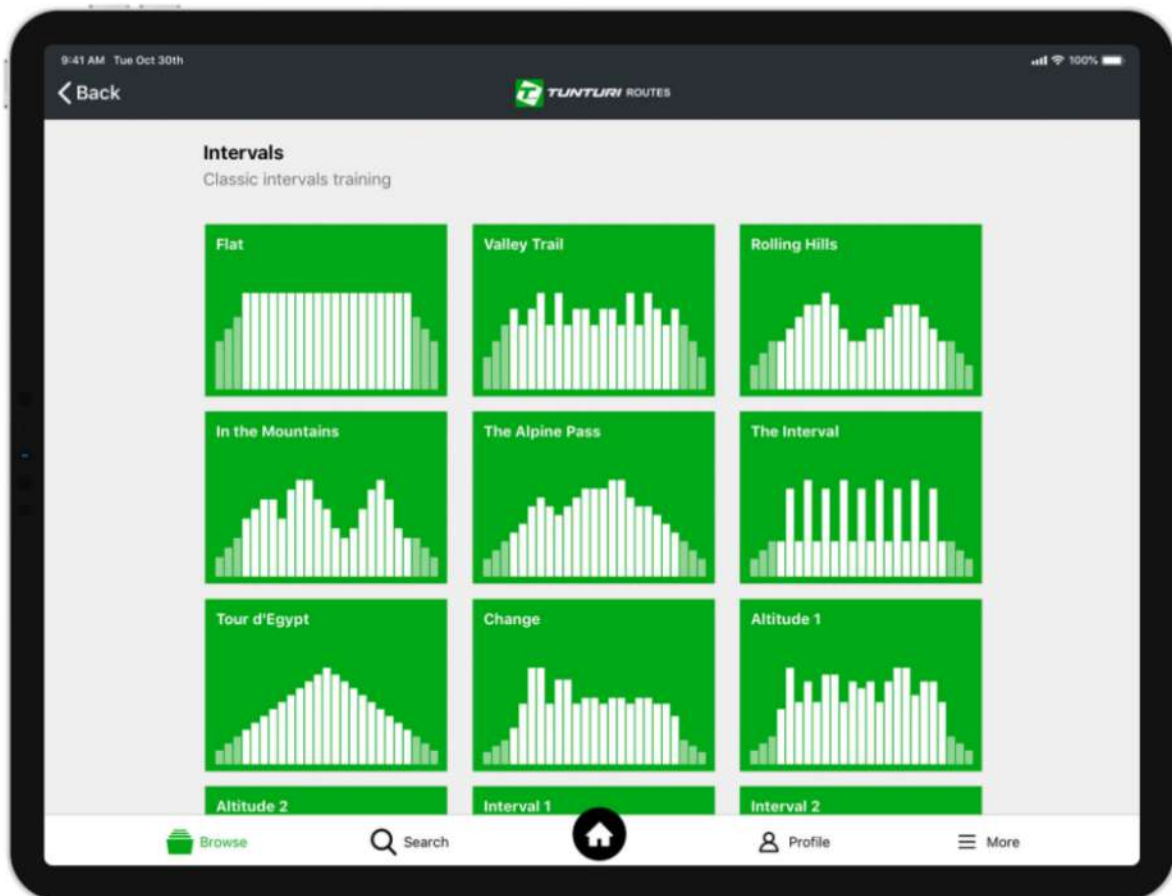 9:41 AM Tue Oct 30th 100%
Back TUNTURI ROUTES
Intervals
Classic intervals training
Flat Valley Trail Rolling Hills
In the Mountains The Alpine Pass The Interval
Tour d'Egypt Change Altitude 1
Altitude 2 Interval 1 Interval 2
Browse Search Profile More